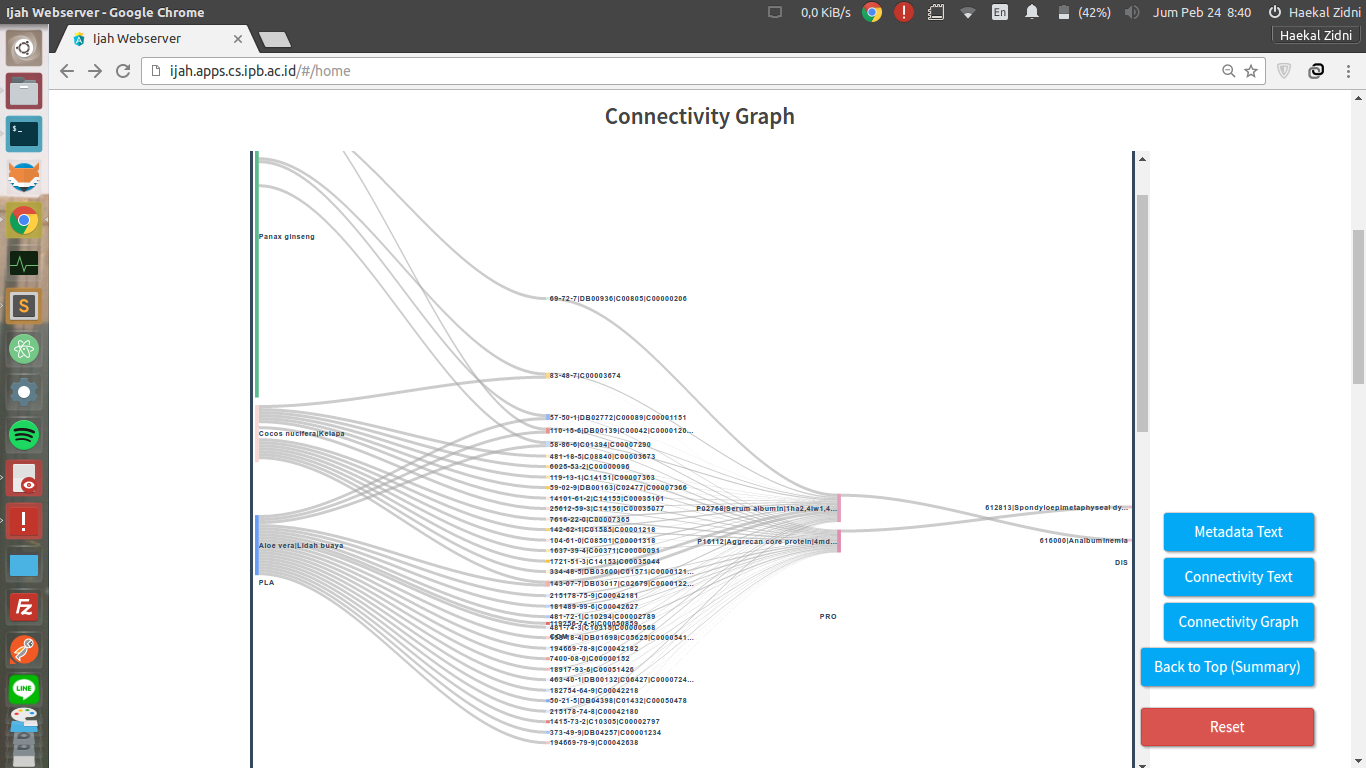 Ijah Webserver - Google Chrome
0,0 KiB/s
En
(42%)
Jum Peb 24 8:40
Haekal Zidni
Ijah Webserver
Haekal Zidni
ijah.apps.cs.ipb.ac.id/#/home
Connectivity Graph
Panax ginseng
69-72-7|DB00936|C00805|C00000206
83-48-7|C00003674
57-50-1|DB02772|C00089|C00001151
110-15-6|DB00139|C00042|C0000120...
Cocos nucifera|Kelapa
58-86-6|C01394|C00007290
481-16-5|C08840|C00003673
6026-53-2|C00000096
119-13-1|C14151|C00007363
59-02-9|DB00163|C02477|C00007366
14101-61-2|C14155|C00035101
25612-59-3|C14156|C00035077
P02768|Serum albumin|1ha2,4iw1,4...
612813|Spondyloepimetaphyseal dy...
7616-22-0|C00007365
142-62-1|C01585|C00001218
104-61-0|C08501|C00001318
P16112|Aggrecan core protein|4md...
616000|Analbuminemia
Aloe vera|Lidah buaya
1637-39-4|C00371|C00000091
1721-51-3|C14153|C00035044
DIS
334-48-5|DB03600|C01571|C0000121...
PLA
143-07-7|DB03017|C02679|C0000122...
215178-75-9|C00042181
181489-99-6|C00042627
481-72-1|C10294|C00002789
PRO
194669-78-8|C00042182
7400-08-0|C00000152
18917-93-6|C00051426
463-40-1|DB00132|C06427|C0000724...
182754-64-9|C00042218
50-21-5|DB04398|C01432|C00050478
215178-74-8|C00042180
1415-73-2|C10305|C00002797
373-49-9|DB04257|C00001234
194669-79-9|C00042638
Metadata Text
Connectivity Text
Connectivity Graph
Back to Top (Summary)
Reset
LINE